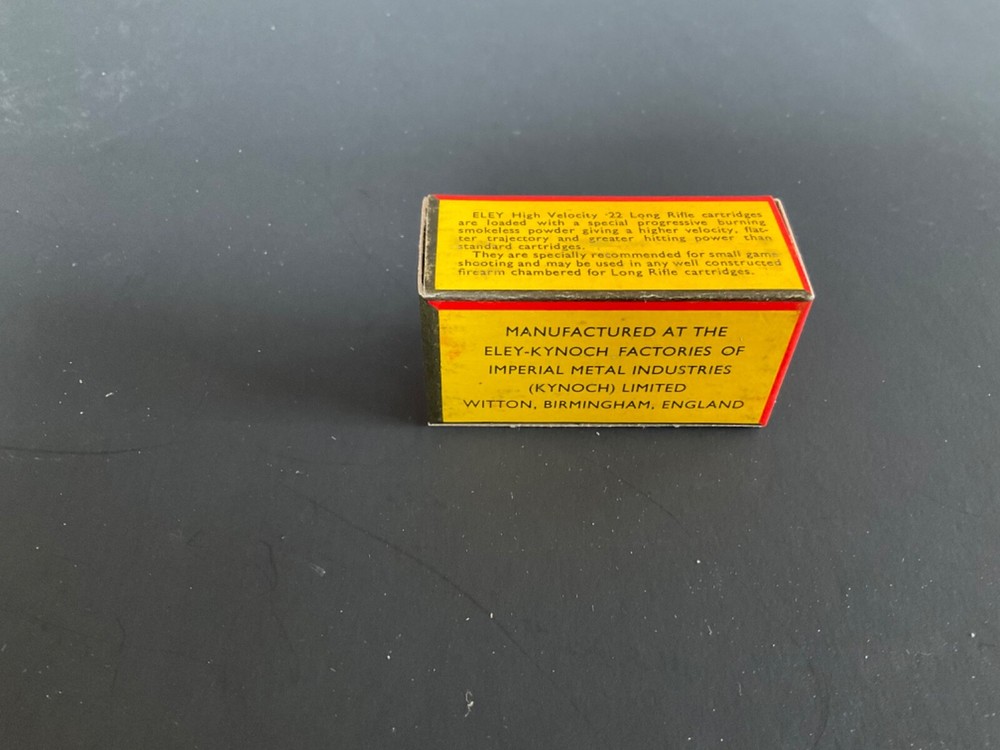 ELEY High Velocity ·22 Long Rifle cartridges
are loaded with a special progressive burning
smokeless powder giving a higher velocity, flat-
ter trajectory and greater hitting power than
standard cartridges.
They are specially recommended for small game
shooting and may be used in any well constructed
firearm chambered for Long Rifle cartridges.
MANUFACTURED AT THE
ELEY-KYNOCH FACTORIES OF
IMPERIAL METAL INDUSTRIES
(KYNOCH) LIMITED
WITTON, BIRMINGHAM, ENGLAND